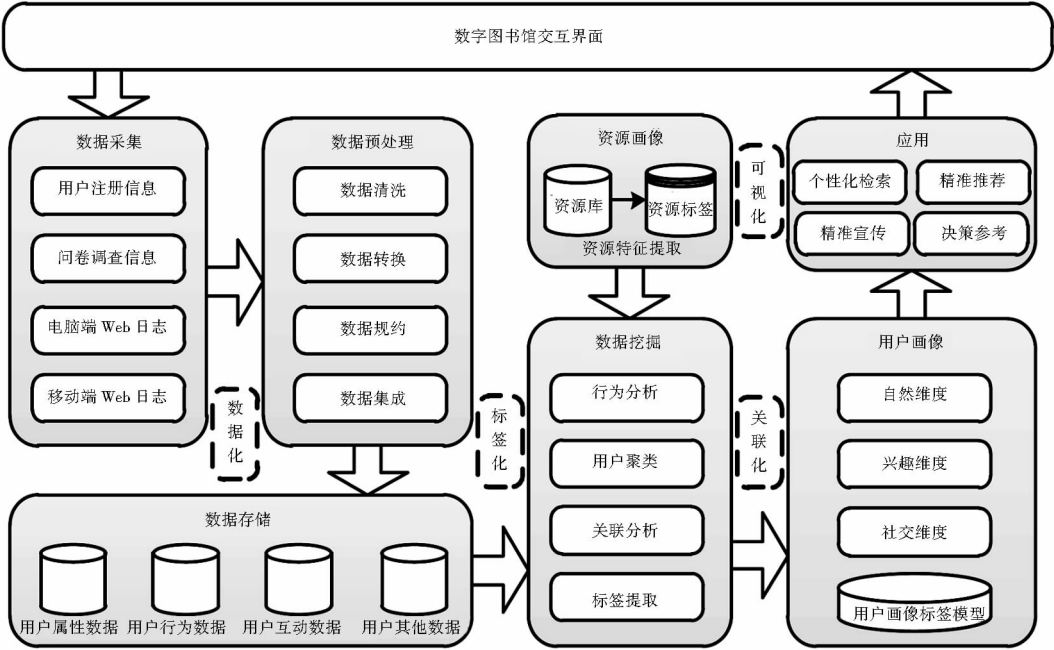 数字图书馆交互界面
数据采集
用户注册信息
问卷调查信息
电脑端 Web 日志
移动端 Web 日志
数据化
数据预处理
数据清洗
数据转换
数据规约
数据集成
数据存储
用户属性数据
用户行为数据
用户互动数据
用户其他数据
标签化
资源画像
资源库
资源标签
资源特征提取
数据挖掘
行为分析
用户聚类
关联分析
标签提取
可视化
关联化
应用
个性化检索
精准推荐
精准宣传
决策参考
用户画像
自然维度
兴趣维度
社交维度
用户画像标签模型